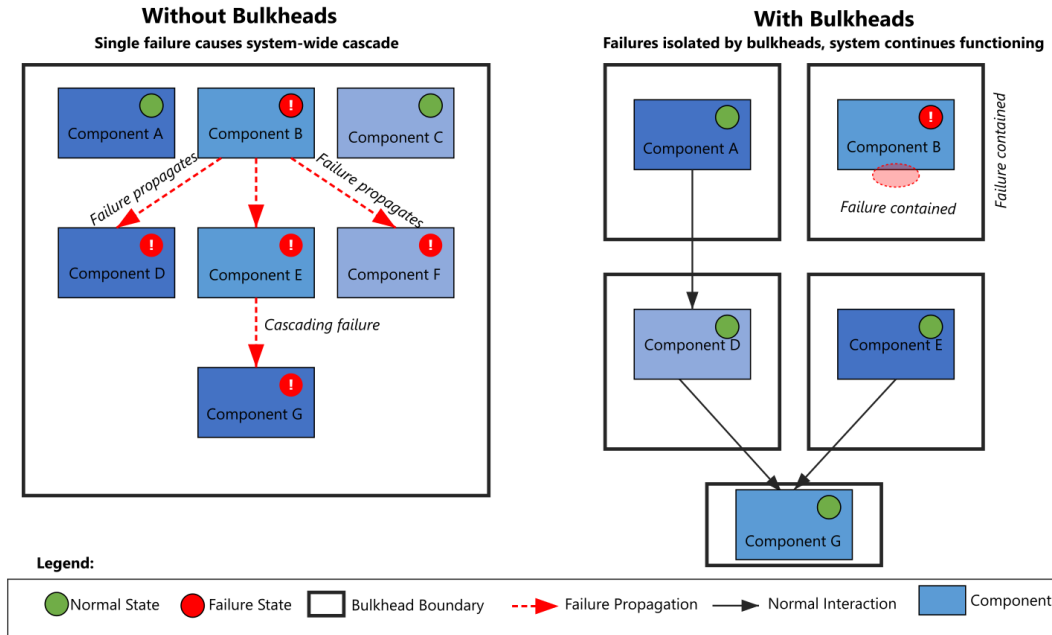 Without Bulkheads
Single failure causes system-wide cascade
Component A
!
Component B
Component C
Failure propagates
Failure propagates
!
Component D
!
Component E
!
Component F
Cascading failure
!
Component G
With Bulkheads
Failures isolated by bulkheads, system continues functioning
Component A
!
Component B
Failure contained
Failure contained
Component D
Component E
Component G
Legend:
Normal State
Failure State
Bulkhead Boundary
Failure Propagation
Normal Interaction
Component